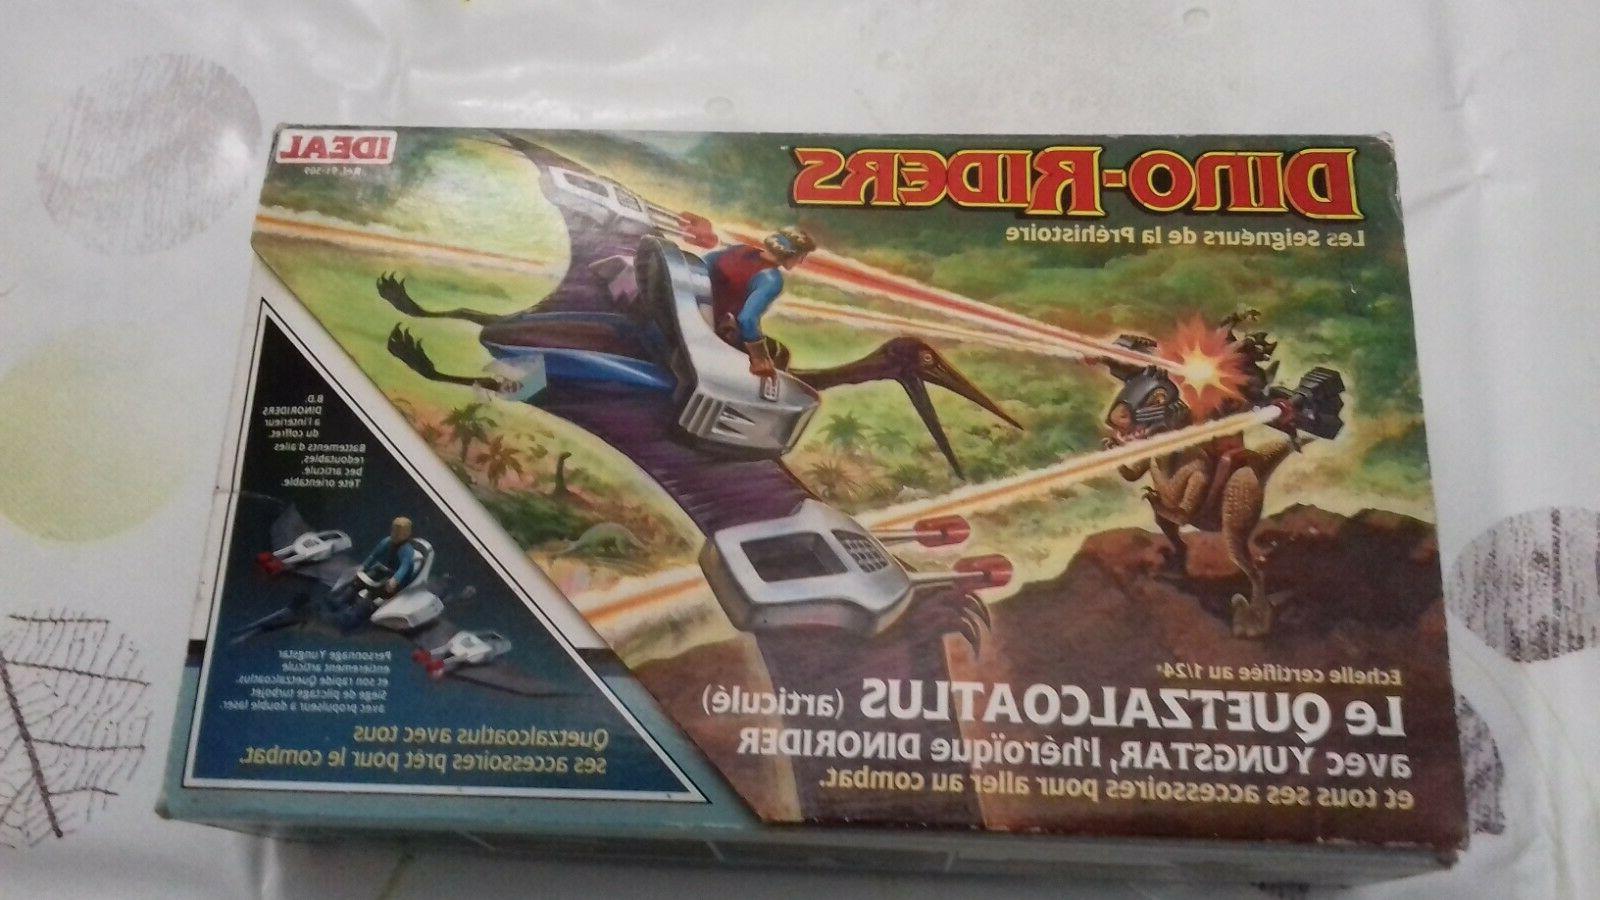 DINO-RIDERS
Les Seigneurs de la Préhistoire
IDEAL
B.D.
DINORIDERS
à l'intérieur
du coffret.
Battements d'ailes
redoutables,
bec articulé.
Tête orientable.
Personnage Yungstar
entièrement articulé
et son rapide Quetzalcoatlus.
Siège de pilotage turbojet
avec propulseur à double laser.
Quetzalcoatlus avec tous
ses accessoires prêt pour le combat.
Echelle certifiée au 1/24e
Le QUETZALCOATLUS (articulé)
avec YUNGSTAR, l'héroïque DINORIDER
et tous ses accessoires pour aller au combat.